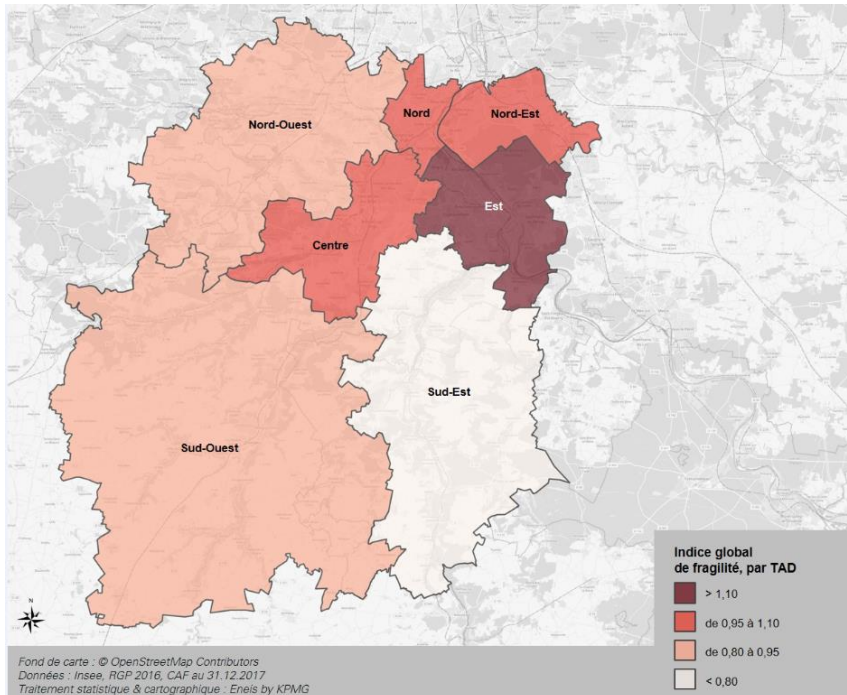 Nord-Ouest
Nord
Nord-Est
Est
Centre
Sud-Est
Sud-Ouest
Indice global
de fragilité, par TAD
> 1,10
de 0,95 à 1,10
de 0,80 à 0,95
< 0,80
N
Fond de carte : © OpenStreetMap Contributors
Données : Insee, RGP 2016, CAF au 31.12.2017
Traitement statistique & cartographique : Eneis by KPMG